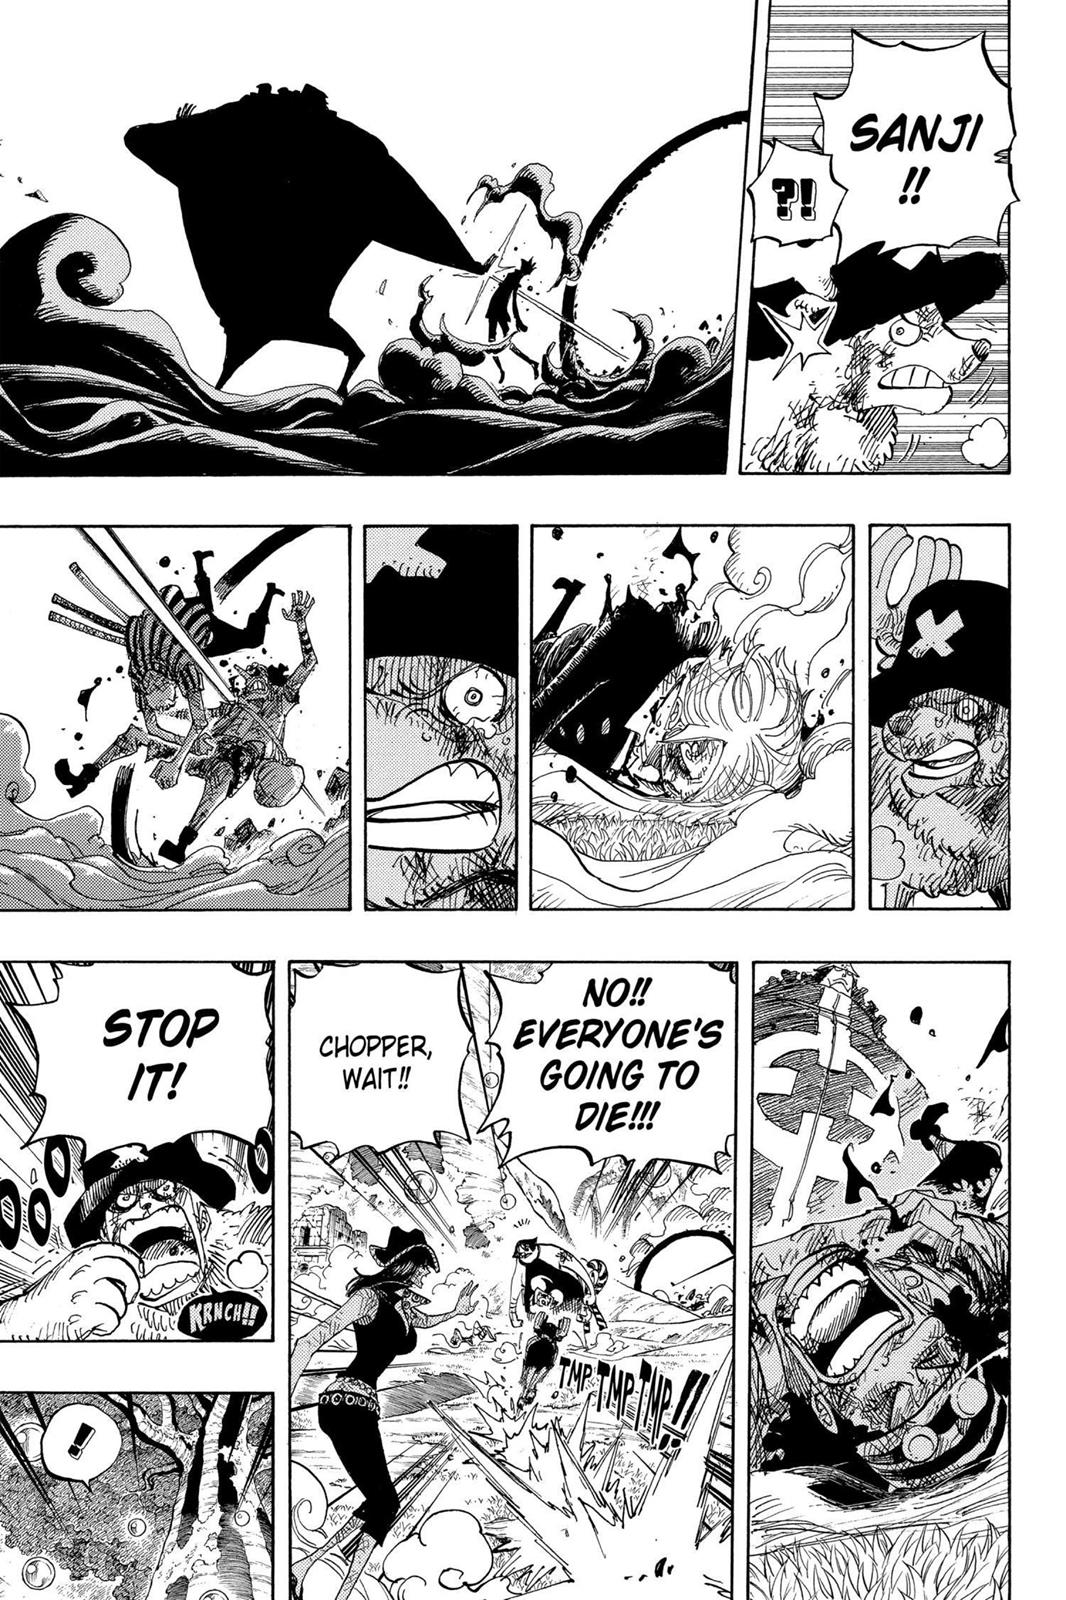 SANJI
!!
?!
NO!!
EVERYONE'S
GOING TO
DIE!!!
CHOPPER,
WAIT!!
TMP TMP TMP!!
STOP
IT!
KRNCH!!
!